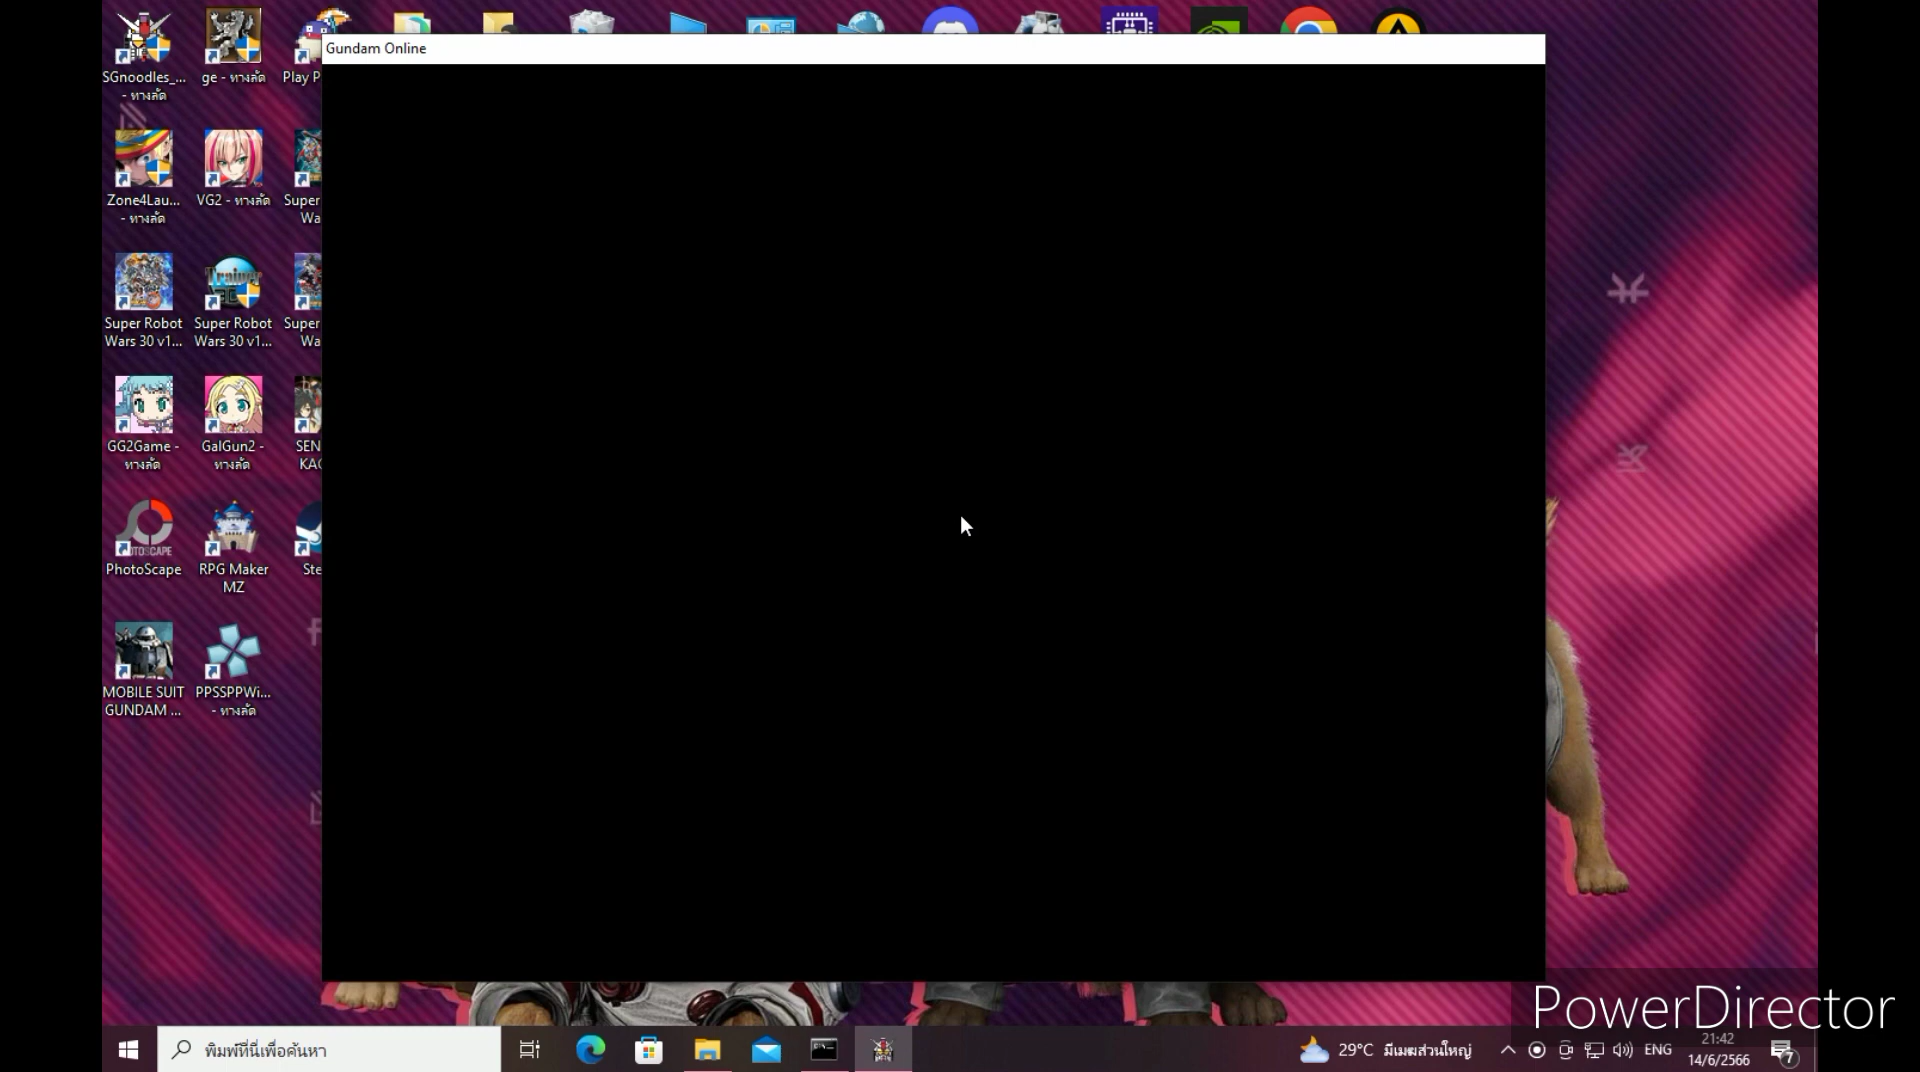 Gundam Online
SGnoodles_...
- ทางลัด
ge - ทางลัด
Play P
Zone4Lau...
- ทางลัด
VG2 - ทางลัด
Super
Wa
Super Robot
Wars 30 v1...
Trainer
Super Robot
Wars 30 v1...
Super
Wa
GG2Game -
ทางลัด
GalGun2 -
ทางลัด
SEN
KAG
PHOTOSCAPE
PhotoScape
RPG Maker
MZ
Ste
MOBILE SUIT
GUNDAM ...
PPSSPPWi...
- ทางลัด
PowerDirector
พิมพ์ที่นี่เพื่อค้นหา
29°C มีเมฆส่วนใหญ่
ENG
21:42
14/6/2566
7